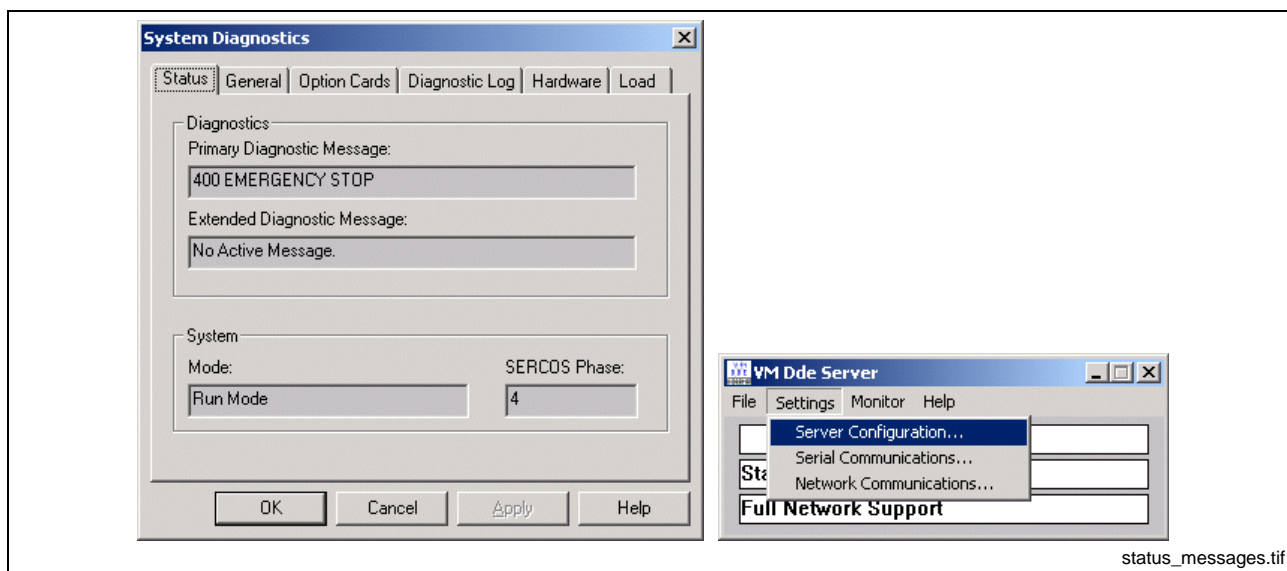 System Diagnostics
Status General Option Cards Diagnostic Log Hardware Load
Diagnostics
Primary Diagnostic Message:
400 EMERGENCY STOP
Extended Diagnostic Message:
No Active Message.
System
Mode: SERCOS Phase:
Run Mode 4
OK Cancel Apply Help
VM Dde Server
File Settings Monitor Help
Server Configuration...
Serial Communications...
Network Communications...
Full Network Support
status_messages.tif